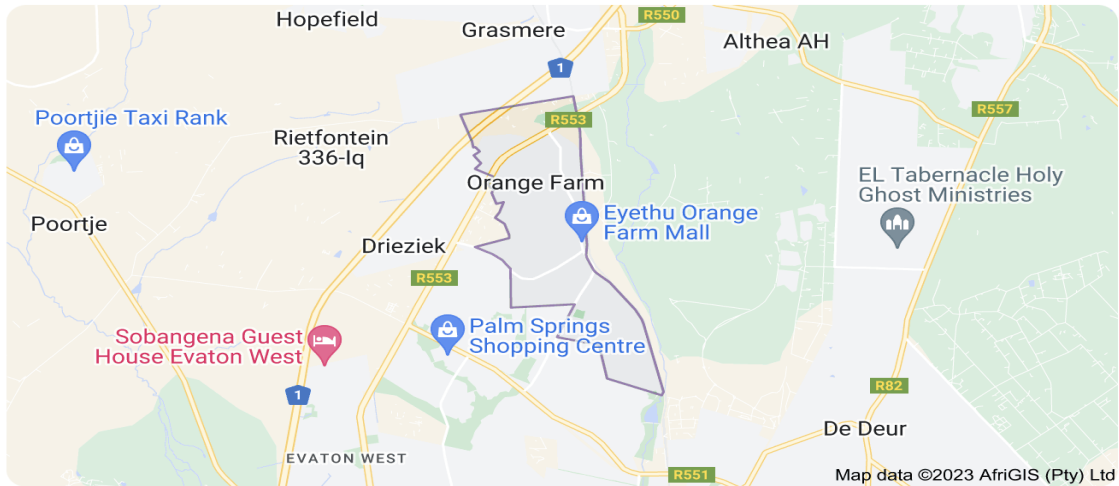 Hopefield
Grasmere
R550
Althea AH
1
R557
Poortjie Taxi Rank
R553
Rietfontein
336-Iq
EL Tabernacle Holy
Ghost Ministries
Orange Farm
Eyethu Orange
Farm Mall
Poortje
Drieziek
R553
Palm Springs
Shopping Centre
Sobangena Guest
House Evaton West
R82
1
De Deur
EVATON WEST
R551
Map data ©2023 AfriGIS (Pty) Ltd